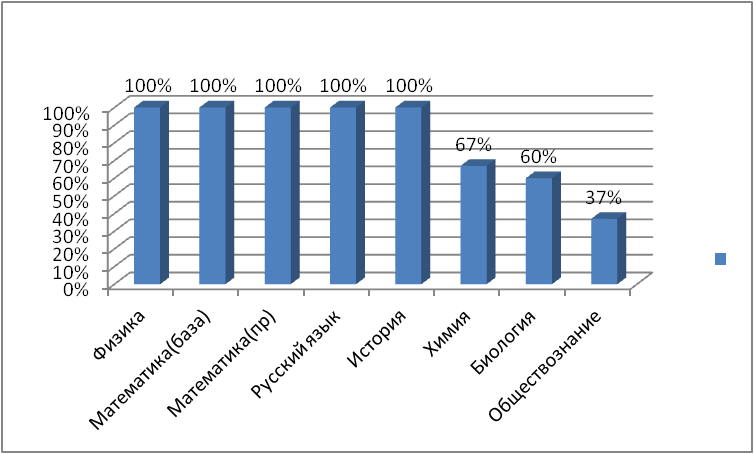 100% 100% 100% 100% 100%
67%
60%
37%
100%
90%
80%
70%
60%
50%
40%
30%
20%
10%
0%
Физика
Математика(база)
Математика(пр)
Русский язык
История
Химия
Биология
Обществознание